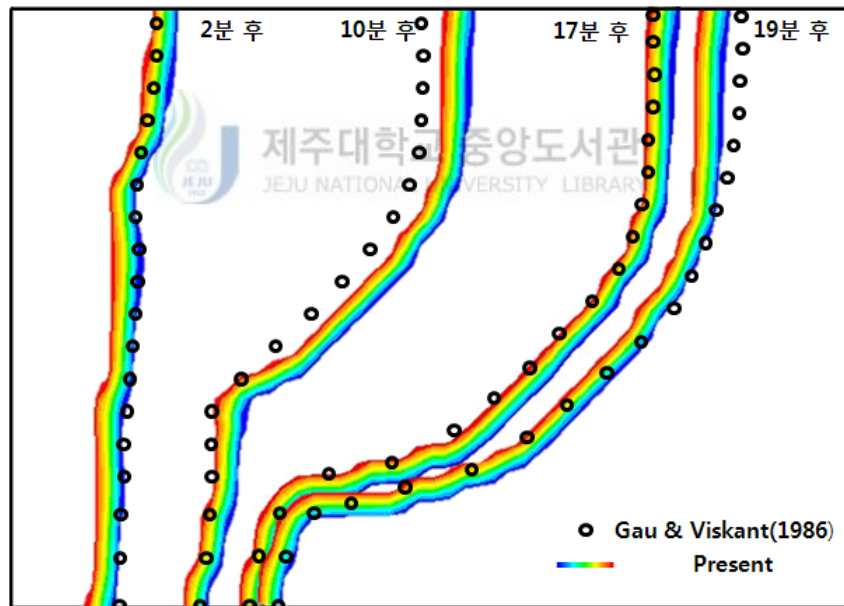 2분 후
10분 후
17분 후
19분 후
제주대학교 중앙도서관
JEJU NATIONAL UNIVERSITY LIBRARY
JEJU
1952
Gau & Viskant(1986)
Present